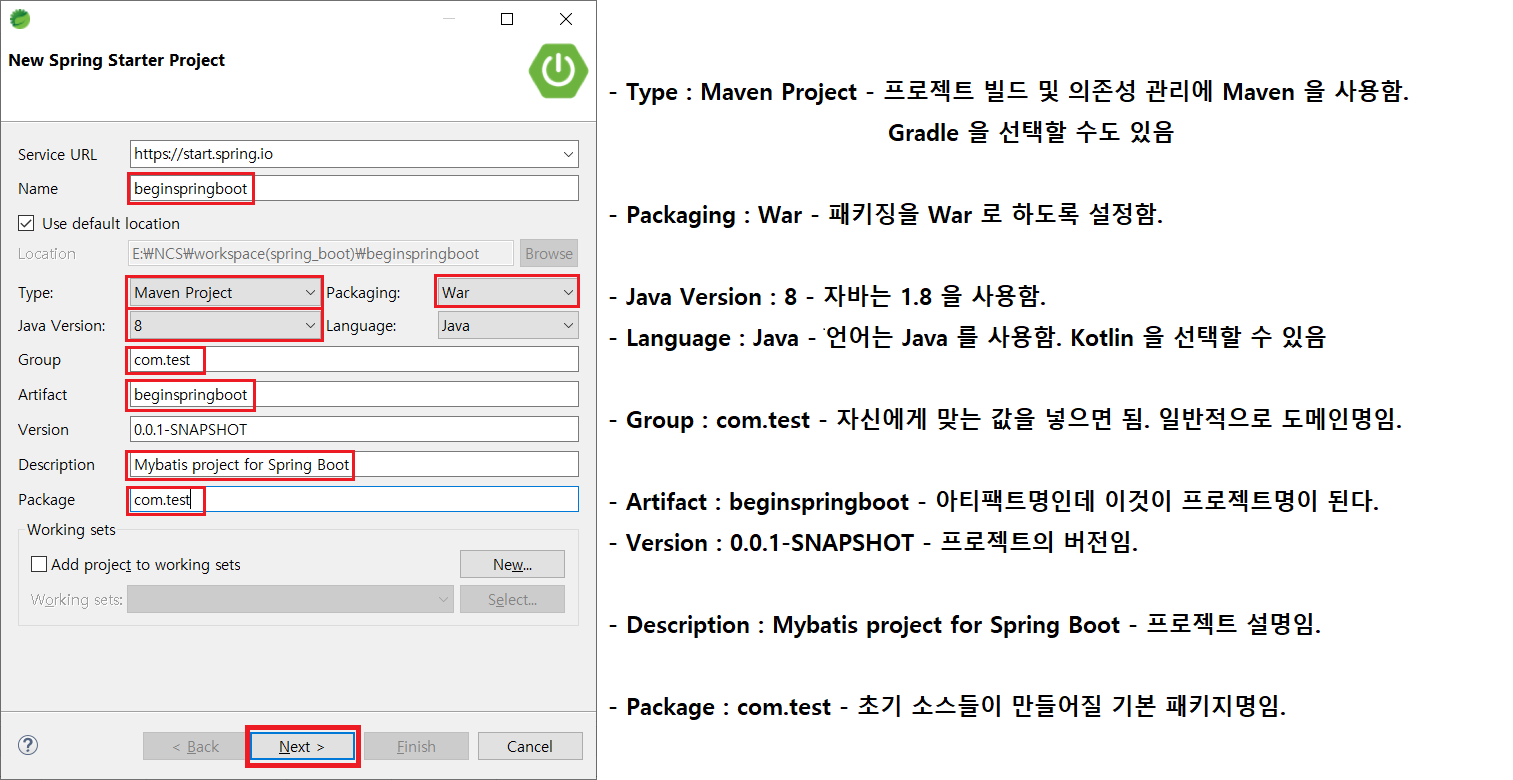 New Spring Starter Project
Service URL https://start.spring.io
Name beginspringboot
Use default location
Location E:₩NCS₩workspace(spring_boot)₩beginspringboot Browse
Type: Maven Project Packaging: War
Java Version: 8 Language: Java
Group com.test
Artifact beginspringboot
Version 0.0.1-SNAPSHOT
Description Mybatis project for Spring Boot
Package com.test
Working sets
Add project to working sets New...
Working sets: Select...
? < Back Next > Finish Cancel
- Type : Maven Project - 프로젝트 빌드 및 의존성 관리에 Maven 을 사용함.
Gradle 을 선택할 수도 있음
- Packaging : War - 패키징을 War 로 하도록 설정함.
- Java Version : 8 - 자바는 1.8 을 사용함.
- Language : Java - 언어는 Java 를 사용함. Kotlin 을 선택할 수 있음
- Group : com.test - 자신에게 맞는 값을 넣으면 됨. 일반적으로 도메인명임.
- Artifact : beginspringboot - 아티팩트명인데 이것이 프로젝트명이 된다.
- Version : 0.0.1-SNAPSHOT - 프로젝트의 버전임.
- Description : Mybatis project for Spring Boot - 프로젝트 설명임.
- Package : com.test - 초기 소스들이 만들어질 기본 패키지명임.